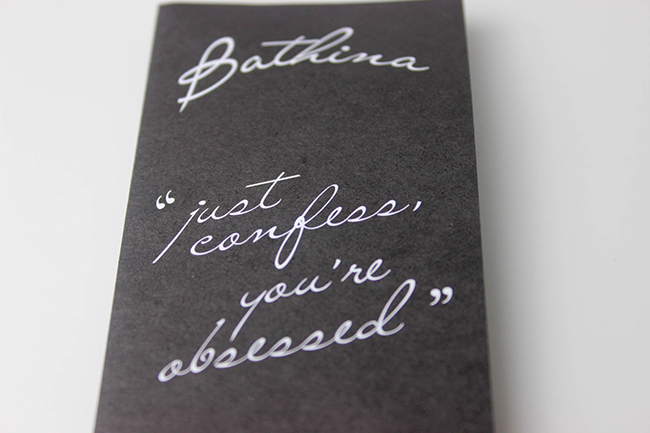 Bathina
“just
confess,
you're
obsessed”